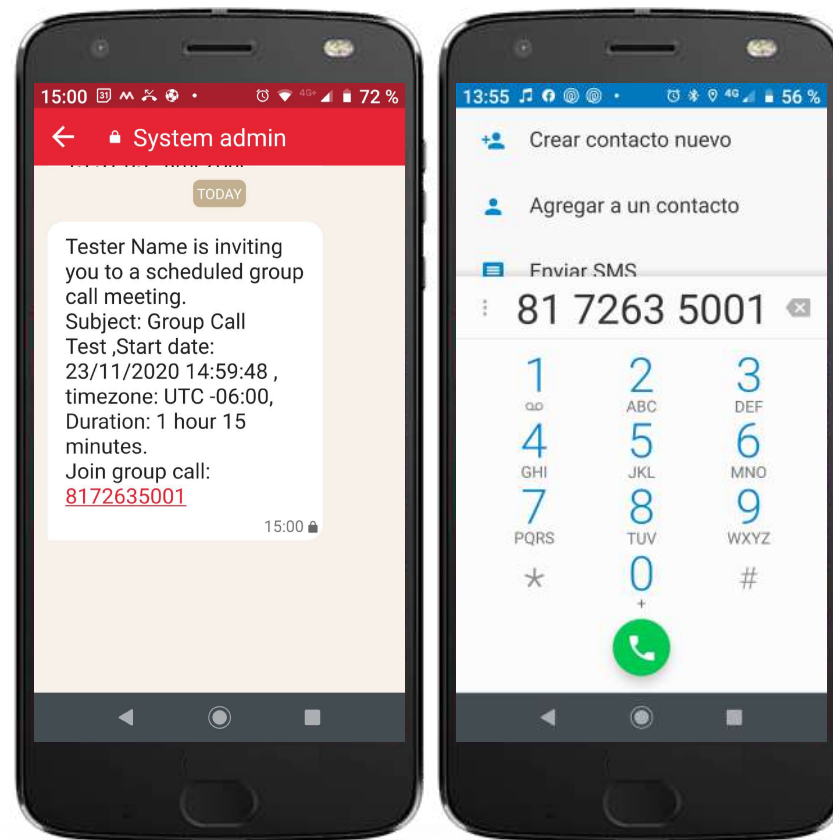 15:00 31 4G+ 72 %
System admin
TODAY
Tester Name is inviting
you to a scheduled group
call meeting.
Subject: Group Call
Test ,Start date:
23/11/2020 14:59:48 ,
timezone: UTC -06:00,
Duration: 1 hour 15
minutes.
Join group call:
8172635001
15:00
13:55 4G 56 %
Crear contacto nuevo
Agregar a un contacto
Enviar SMS
81 7263 5001
1 2 3
ABC DEF
4 5 6
GHI JKL MNO
7 8 9
PQRS TUV WXYZ
* 0 #
+